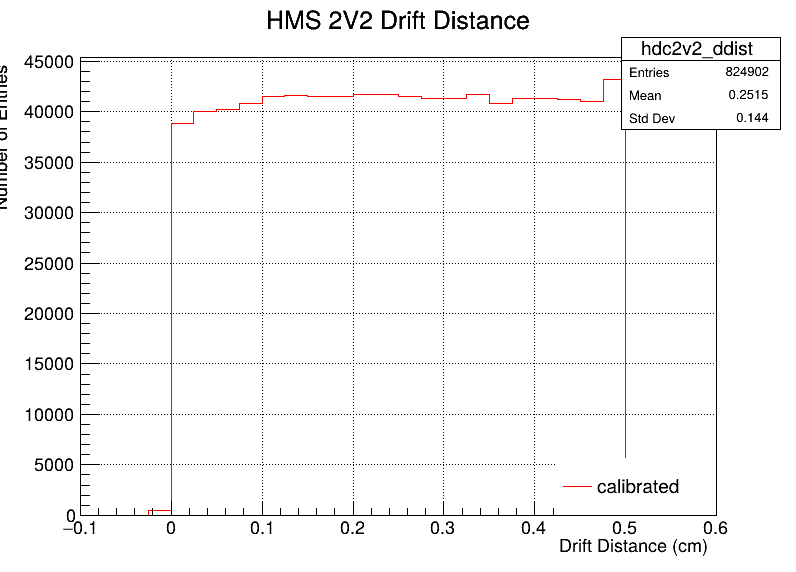 HMS 2V2 Drift Distance
hdc2v2_ddist
Entries 824902
Mean 0.2515
Std Dev 0.144
Number of Entries
45000
40000
35000
30000
25000
20000
15000
10000
5000
0
−0.1 0 0.1 0.2 0.3 0.4 0.5 0.6
calibrated
Drift Distance (cm)